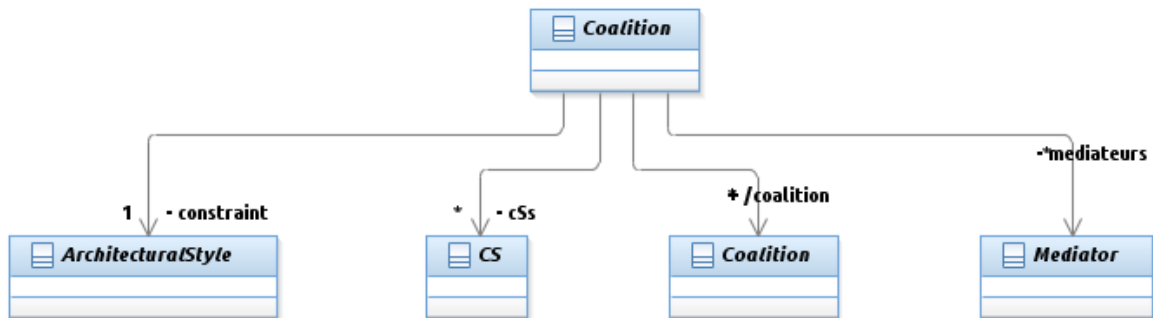 Coalition
-*mediateurs
* /coalition
1 - constraint
* - cSs
ArchitecturalStyle
CS
Coalition
Mediator